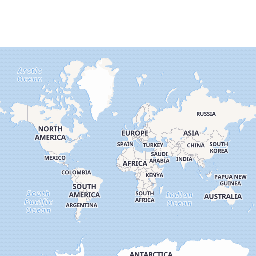 Arctic
Ocean
RUSSIA
NORTH
AMERICA
EUROPE
ASIA
SPAIN
TURKEY
CHINA
SOUTH
KOREA
MEXICO
AFRICA
SAUDI
ARABIA
INDIA
COLOMBIA
KENYA
PAPUA NEW
GUINEA
SOUTH
AMERICA
South
Pacific
Ocean
SOUTH
AFRICA
Indian
Ocean
AUSTRALIA
ARGENTINA
ANTARCTICA